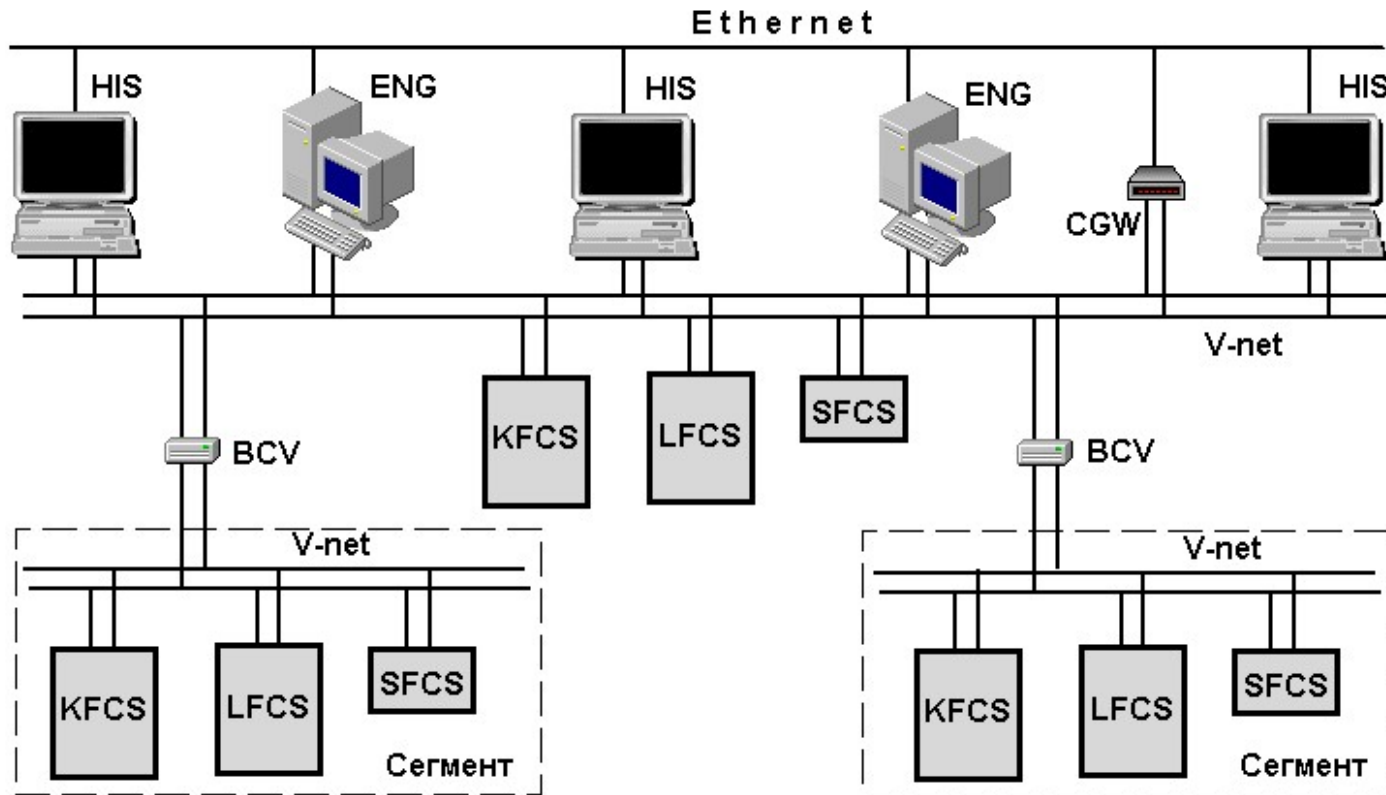 Ethernet
HIS
ENG
HIS
ENG
HIS
CGW
V-net
KFCS
LFCS
SFCS
BCV
BCV
V-net
V-net
KFCS
LFCS
SFCS
KFCS
LFCS
SFCS
Сегмент
Сегмент